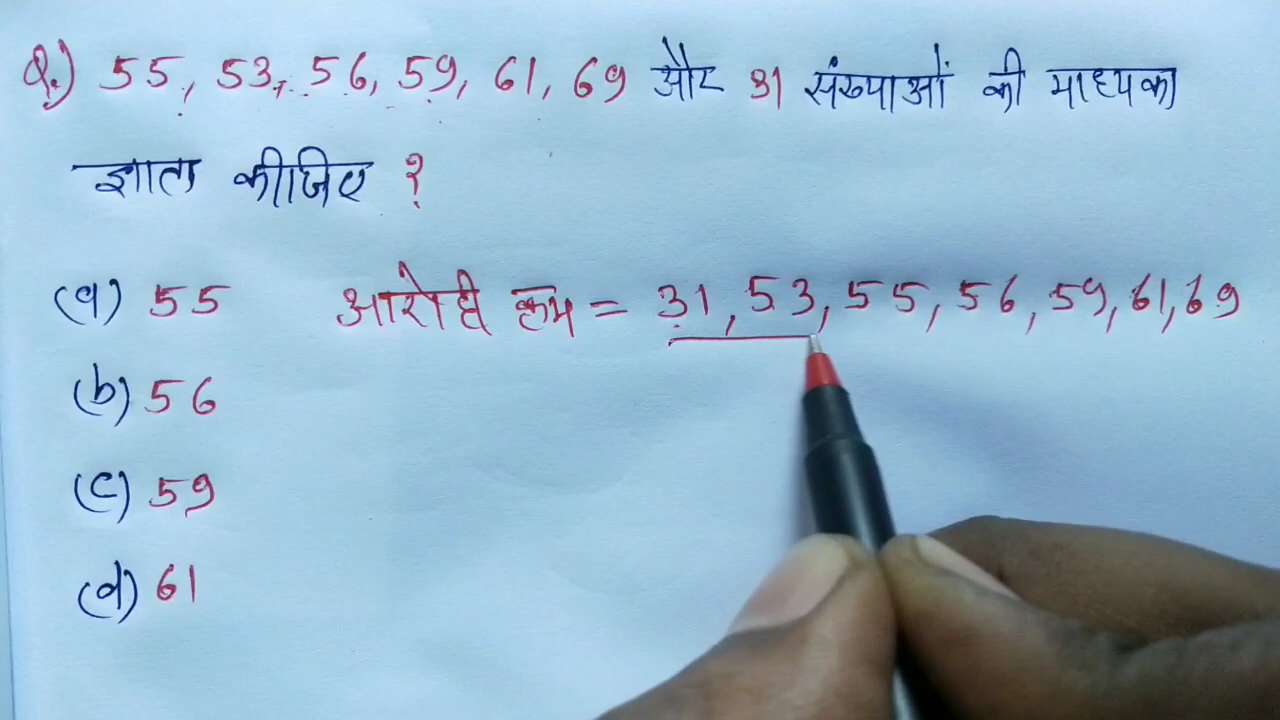 Q.) 55, 53, 56, 59, 61, 69 और 31 संख्याओं की माध्यका
ज्ञात कीजिए ?
(a) 55 आरोही क्रम = 31, 53, 55, 56, 59, 61, 69
(b) 56
(c) 59
(d) 61